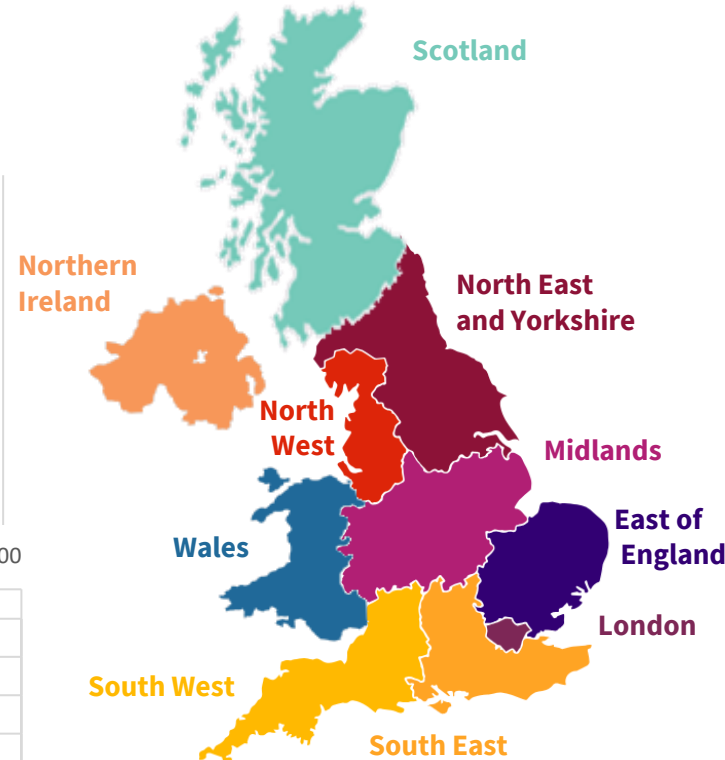 Scotland
Northern
Ireland
North East
and Yorkshire
North
West
Midlands
East of
England
Wales
00
London
South West
South East